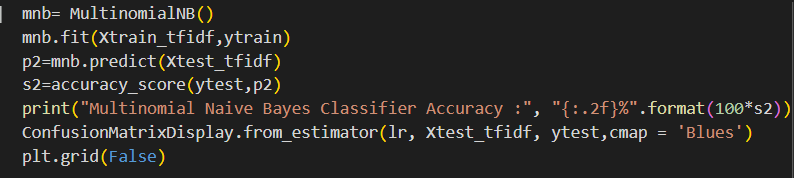 mnb= MultinomialNB()
mnb.fit(Xtrain_tfidf,ytrain)
p2=mnb.predict(Xtest_tfidf)
s2=accuracy_score(ytest,p2)
print("Multinomial Naive Bayes Classifier Accuracy :", "{:.2f}%".format(100*s2))
ConfusionMatrixDisplay.from_estimator(lr, Xtest_tfidf, ytest,cmap = 'Blues')
plt.grid(False)